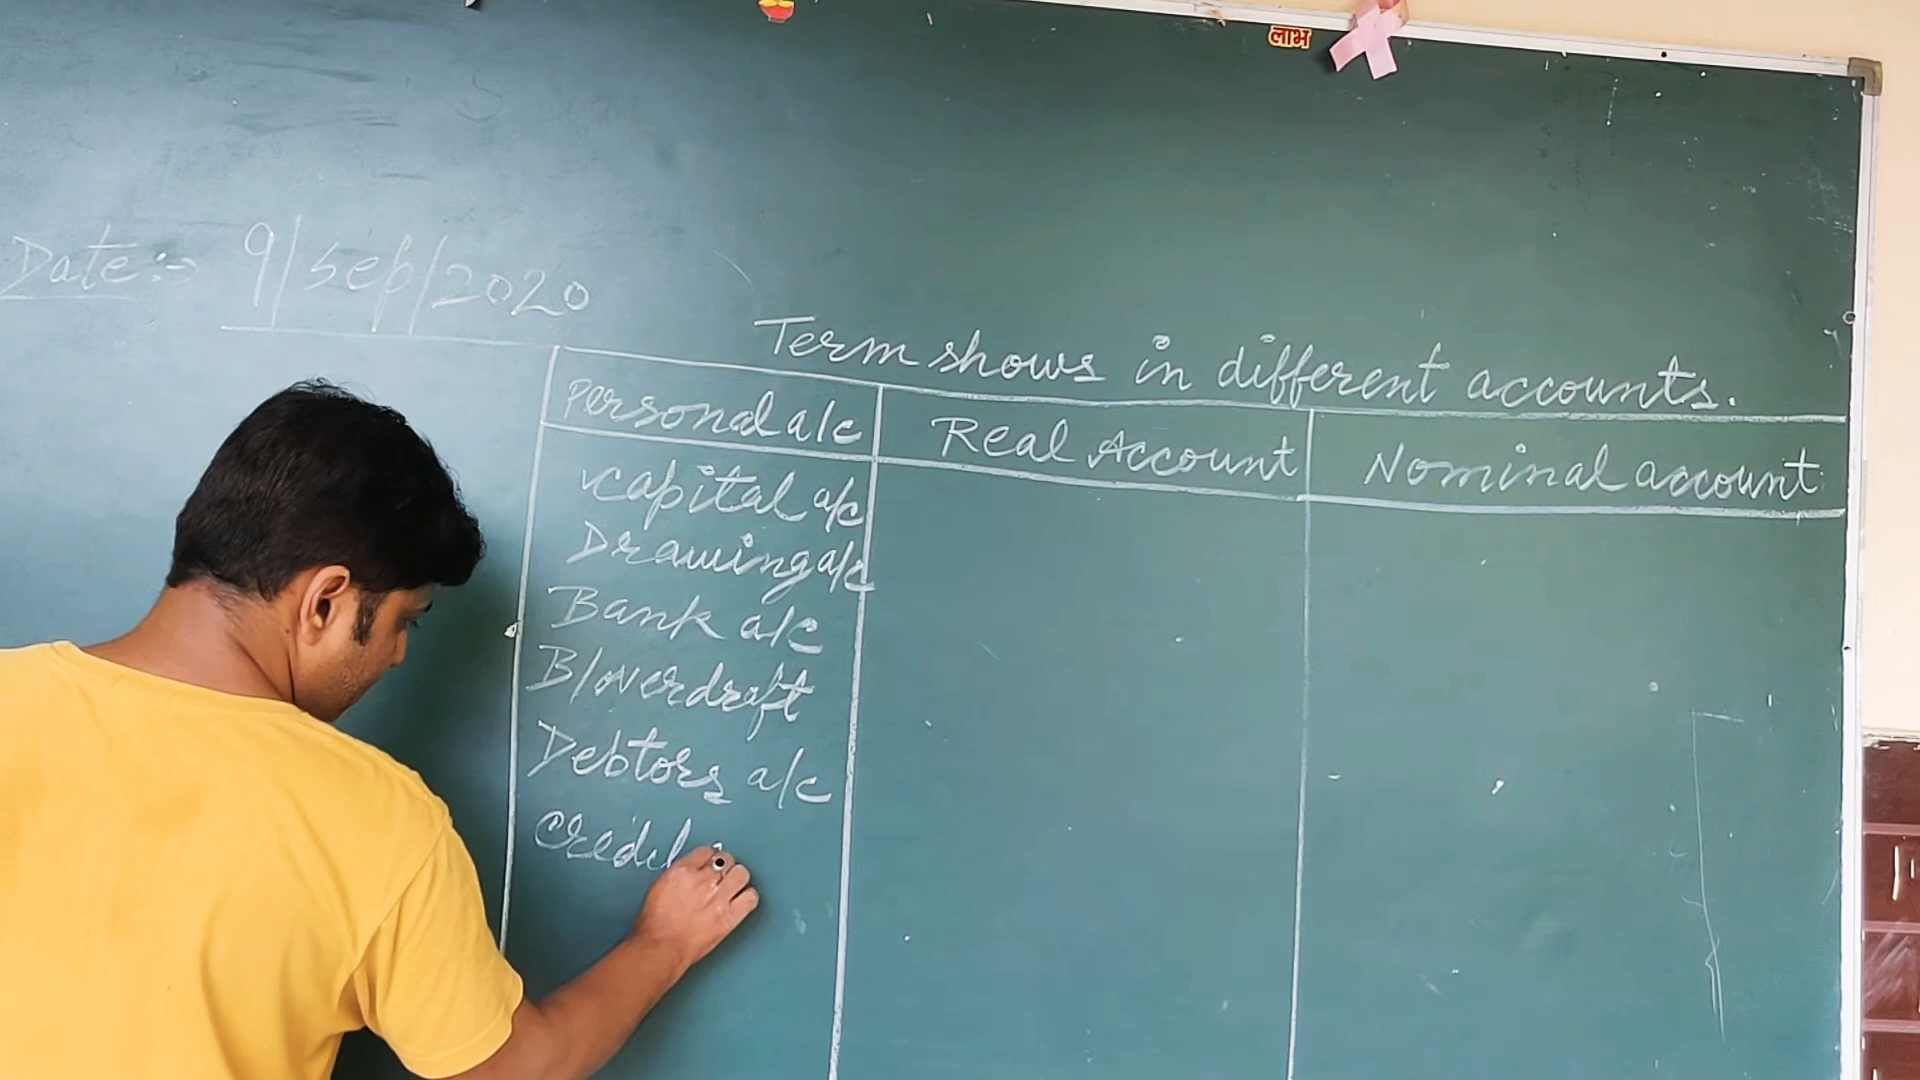 लाभ
Date:- 9/Sep/2020
Term shows in different accounts.
Personal a/c
Real Account
Nominal account
capital a/c
Drawing a/c
Bank a/c
B/overdraft
Debtors a/c